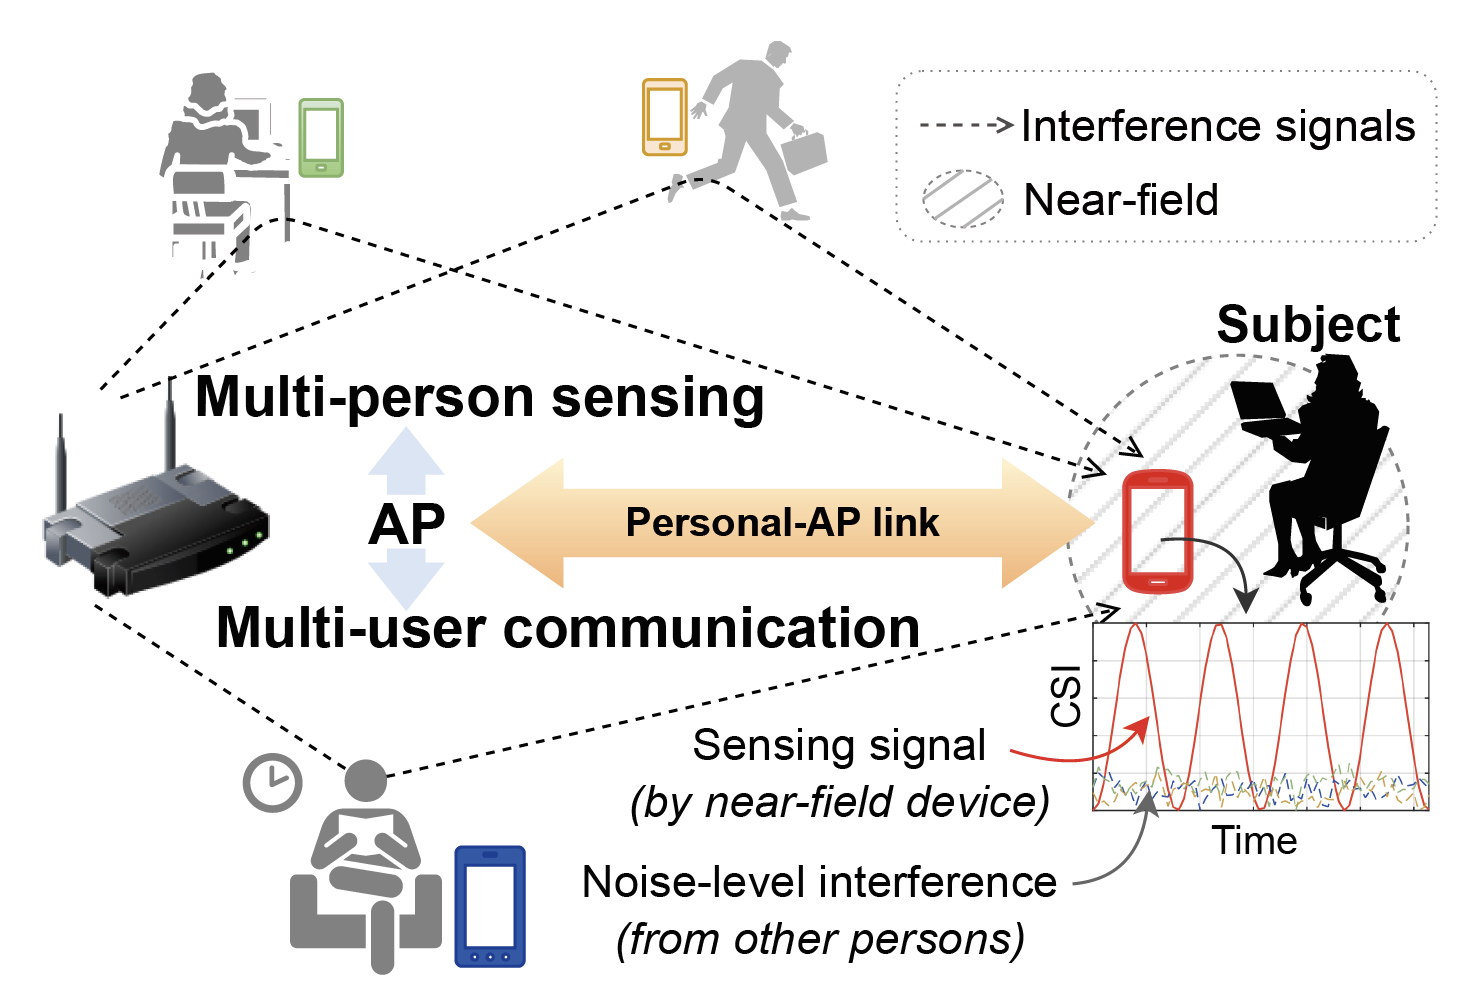 Interference signals
Near-field
Subject
Multi-person sensing
AP
Personal-AP link
Multi-user communication
CSI
Sensing signal
(by near-field device)
Time
Noise-level interference
(from other persons)